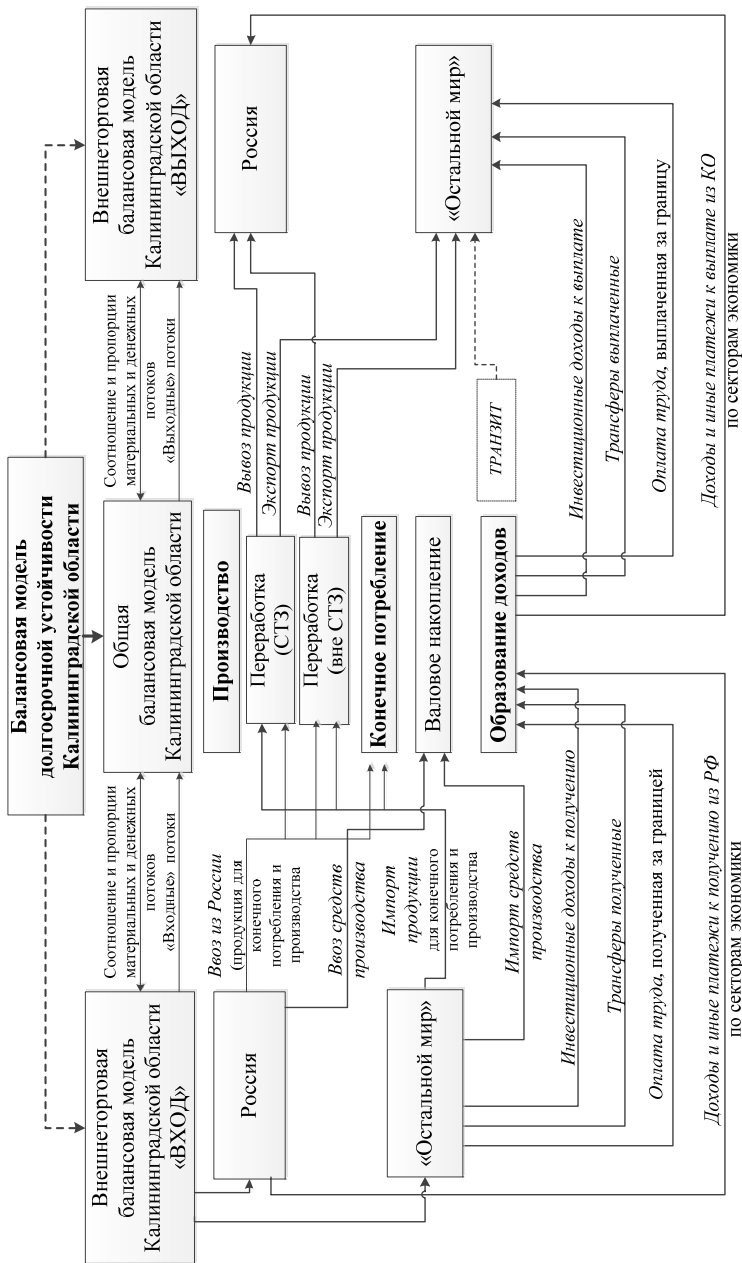 Балансовая модель
долгосрочной устойчивости
Калининградской области
Внешнеторговая
балансовая модель
Калининградской области
«ВХОД»
Соотношение и пропорции
материальных и денежных
потоков
«Входные» потоки
Общая
балансовая модель
Калининградской области
Соотношение и пропорции
материальных и денежных
потоков
«Выходные» потоки
Внешнеторговая
балансовая модель
Калининградской области
«ВЫХОД»
Россия
Ввоз из России
(продукция для
конечного
потребления и
производства
Ввоз средств
производства
«Остальной мир»
Импорт
продукции
для конечного
потребления и
производства
Импорт средств
производства
Инвестиционные доходы к получению
Трансферы полученные
Оплата труда, полученная за границей
Доходы и иные платежи к получению из РФ
по секторам экономики
Производство
Переработка
(СТЗ)
Переработка
(вне СТЗ)
Конечное потребление
Валовое накопление
Образование доходов
Вывоз продукции
Экспорт продукции
Вывоз продукции
Экспорт продукции
ТРАНЗИТ
Россия
«Остальной мир»
Инвестиционные доходы к выплате
Трансферы выплаченные
Оплата труда, выплаченная за границу
Доходы и иные платежи к выплате из КО
по секторам экономики